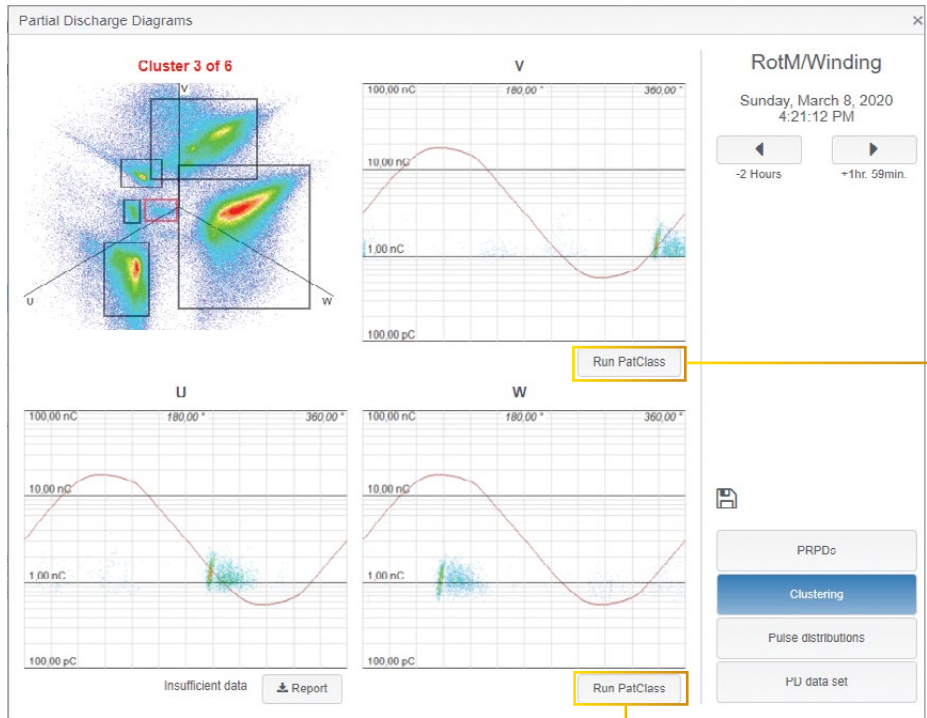 Partial Discharge Diagrams
×
Cluster 3 of 6
V
U
W
V
100,00 nC
180,00 °
360,00 °
10,00 nC
1,00 nC
100,00 pC
Run PatClass
U
100,00 nC
180,00 °
360,00 °
10,00 nC
1,00 nC
100,00 pC
Insufficient data
Report
W
100,00 nC
180,00 °
360,00 °
10,00 nC
1,00 nC
100,00 pC
Run PatClass
RotM/Winding
Sunday, March 8, 2020
4:21:12 PM
-2 Hours
+1hr. 59min.
PRPDs
Clustering
Pulse distributions
PD data set